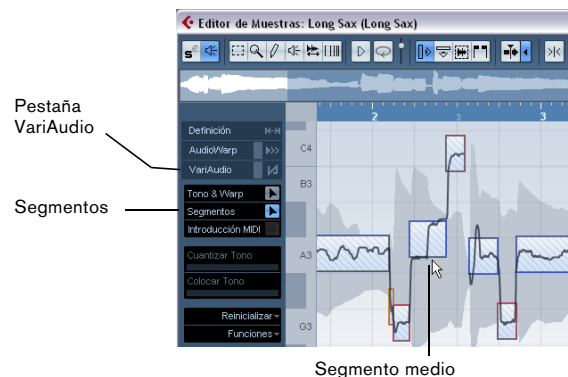 Editor de Muestras: Long Sax (Long Sax)
2
3
3
Pestaña
VariAudio
Definición
AudioWarp
VariAudio
Tono & Warp
Segmentos
Segmentos
Introducción MIDI
Cuantizar Tono
Colocar Tono
Reinicializar
Funciones
C4
B3
A3
G3
Segmento medio